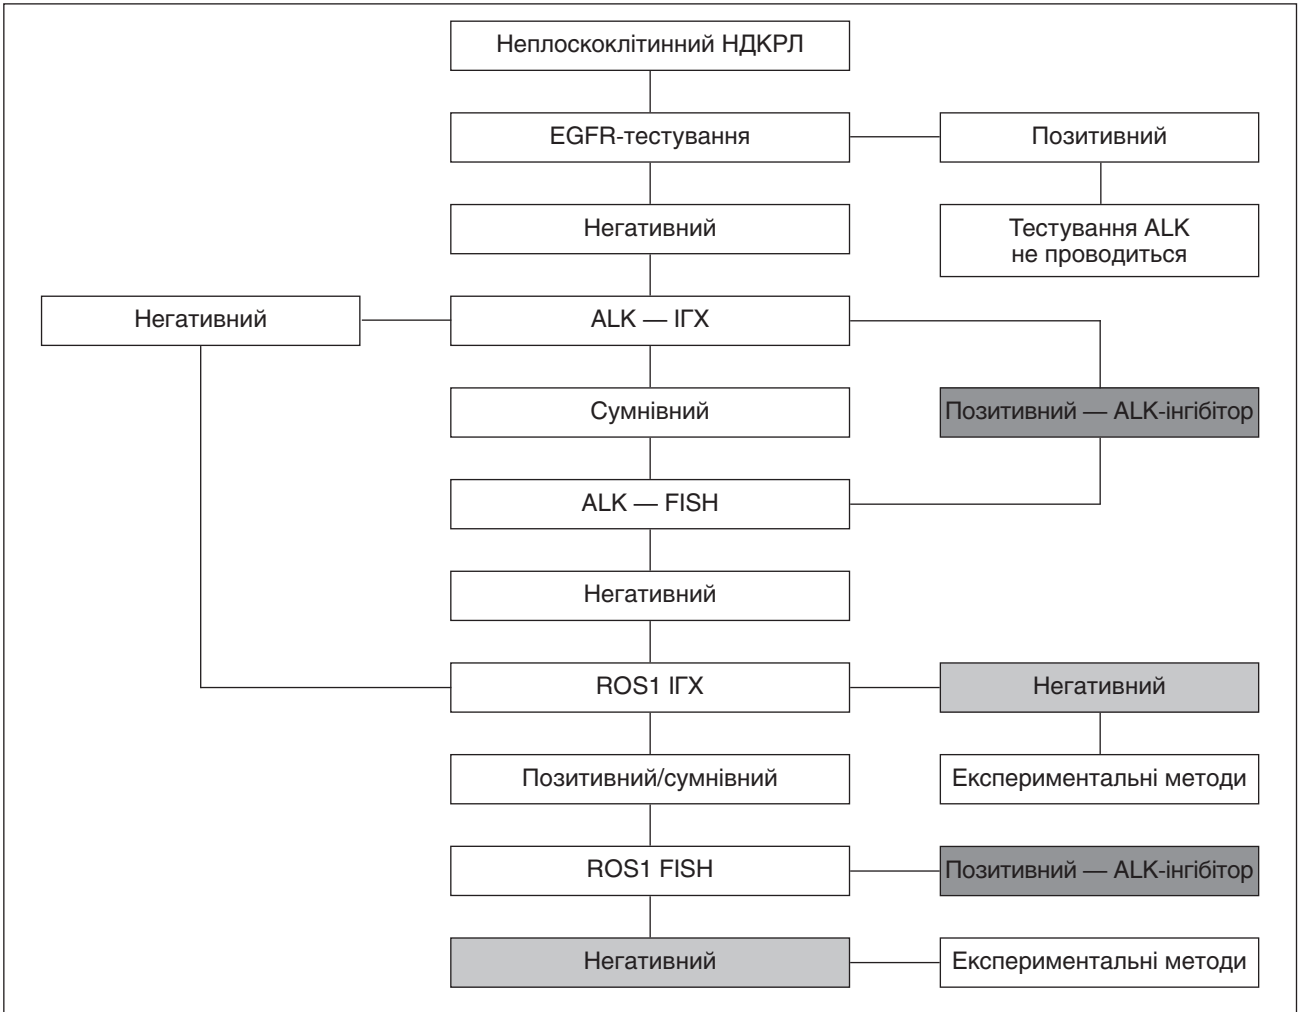 Неплоскоклітинний НДКРЛ
EGFR-тестування
Позитивний
Негативний
Тестування ALK
не проводиться
Негативний
ALK — ІГХ
Сумнівний
Позитивний — ALK-інгібітор
ALK — FISH
Негативний
ROS1 ІГХ
Негативний
Позитивний/сумнівний
Експериментальні методи
ROS1 FISH
Позитивний — ALK-інгібітор
Негативний
Експериментальні методи